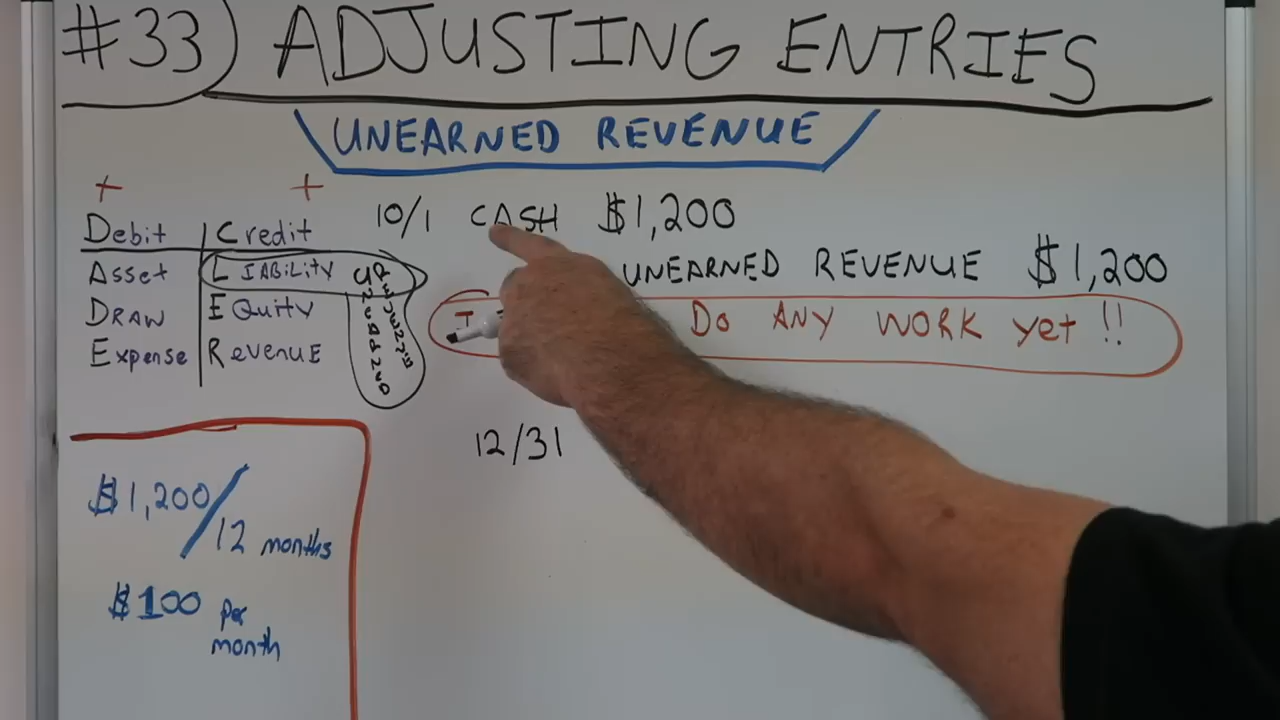 #33) ADJUSTING ENTRIES
UNEARNED REVENUE
+ +
Debit Credit
Asset LIABILITY
DRAW EQuity
Expense RevenuE
10/1 CASH $1,200
UNEARNED REVENUE $1,200
Do ANY WORK yet !!
12/31
$1,200/12 months
$100 per
month